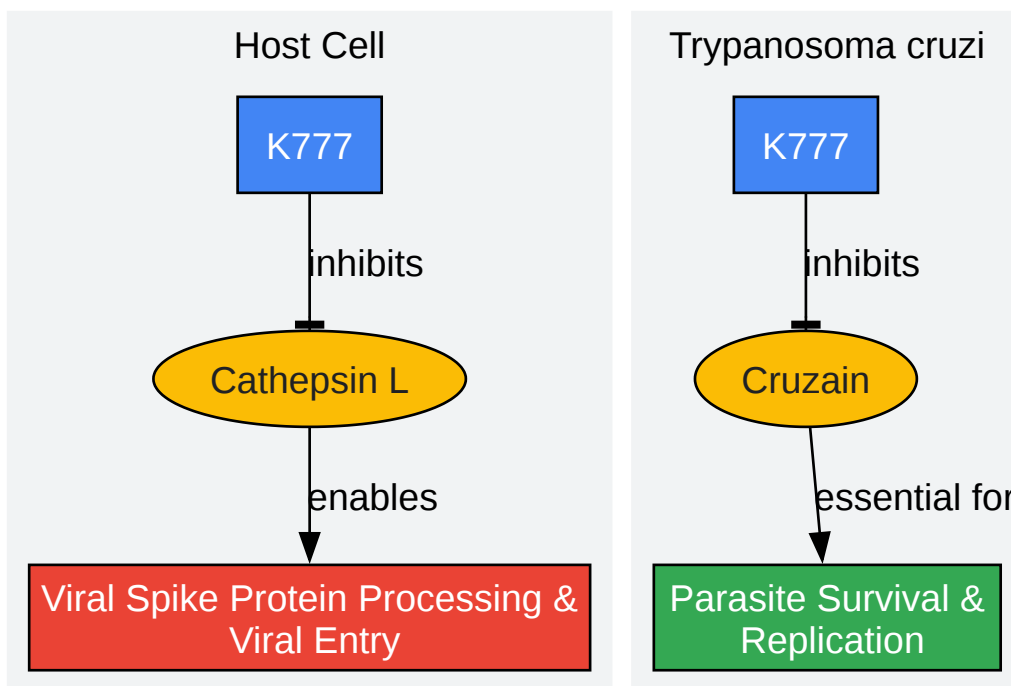 Host Cell
K777
inhibits
Cathepsin L
enables
Viral Spike Protein Processing &
Viral Entry
Trypanosoma cruzi
K777
inhibits
Cruzain
essential for
Parasite Survival &
Replication